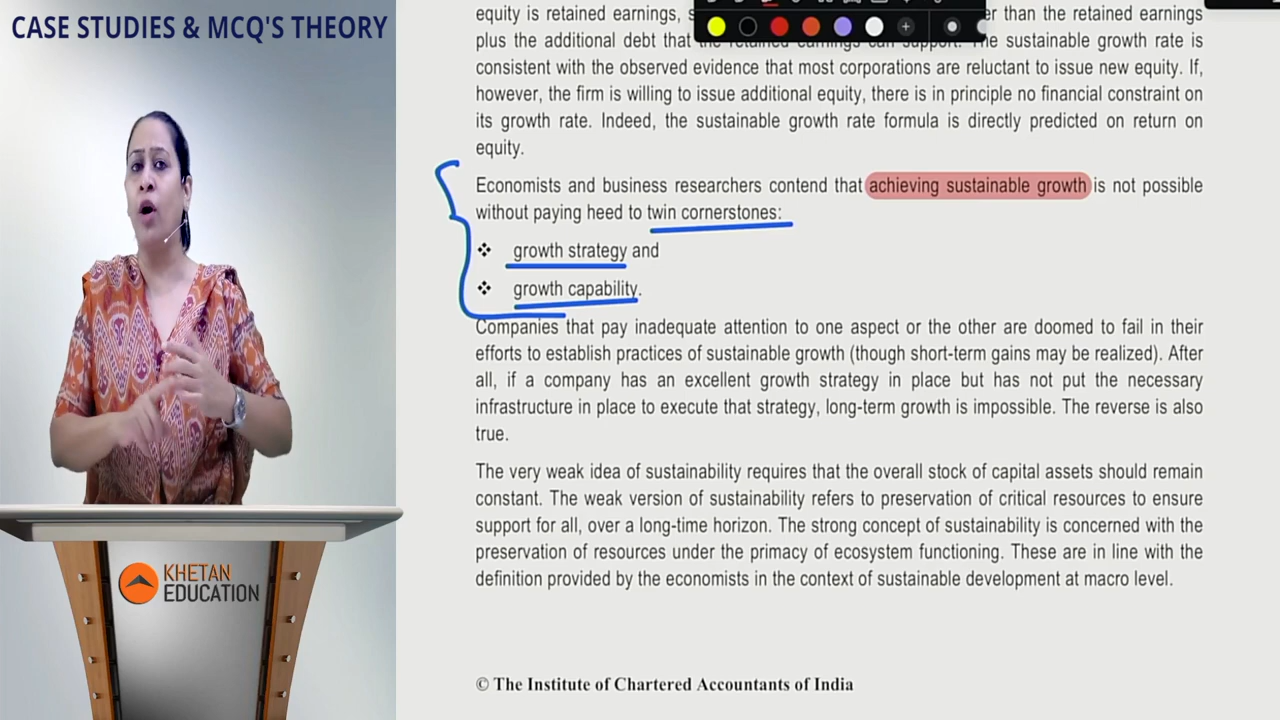 CASE STUDIES & MCQ'S THEORY
equity is retained earnings, er than the retained earnings
plus the additional debt that the retained earnings can support. The sustainable growth rate is
consistent with the observed evidence that most corporations are reluctant to issue new equity. If,
however, the firm is willing to issue additional equity, there is in principle no financial constraint on
its growth rate. Indeed, the sustainable growth rate formula is directly predicted on return on
equity.
Economists and business researchers contend that achieving sustainable growth is not possible
without paying heed to twin cornerstones:
❖ growth strategy and
❖ growth capability.
Companies that pay inadequate attention to one aspect or the other are doomed to fail in their
efforts to establish practices of sustainable growth (though short-term gains may be realized). After
all, if a company has an excellent growth strategy in place but has not put the necessary
infrastructure in place to execute that strategy, long-term growth is impossible. The reverse is also
true.
The very weak idea of sustainability requires that the overall stock of capital assets should remain
constant. The weak version of sustainability refers to preservation of critical resources to ensure
support for all, over a long-time horizon. The strong concept of sustainability is concerned with the
preservation of resources under the primacy of ecosystem functioning. These are in line with the
definition provided by the economists in the context of sustainable development at macro level.
© The Institute of Chartered Accountants of India
KHETAN
EDUCATION